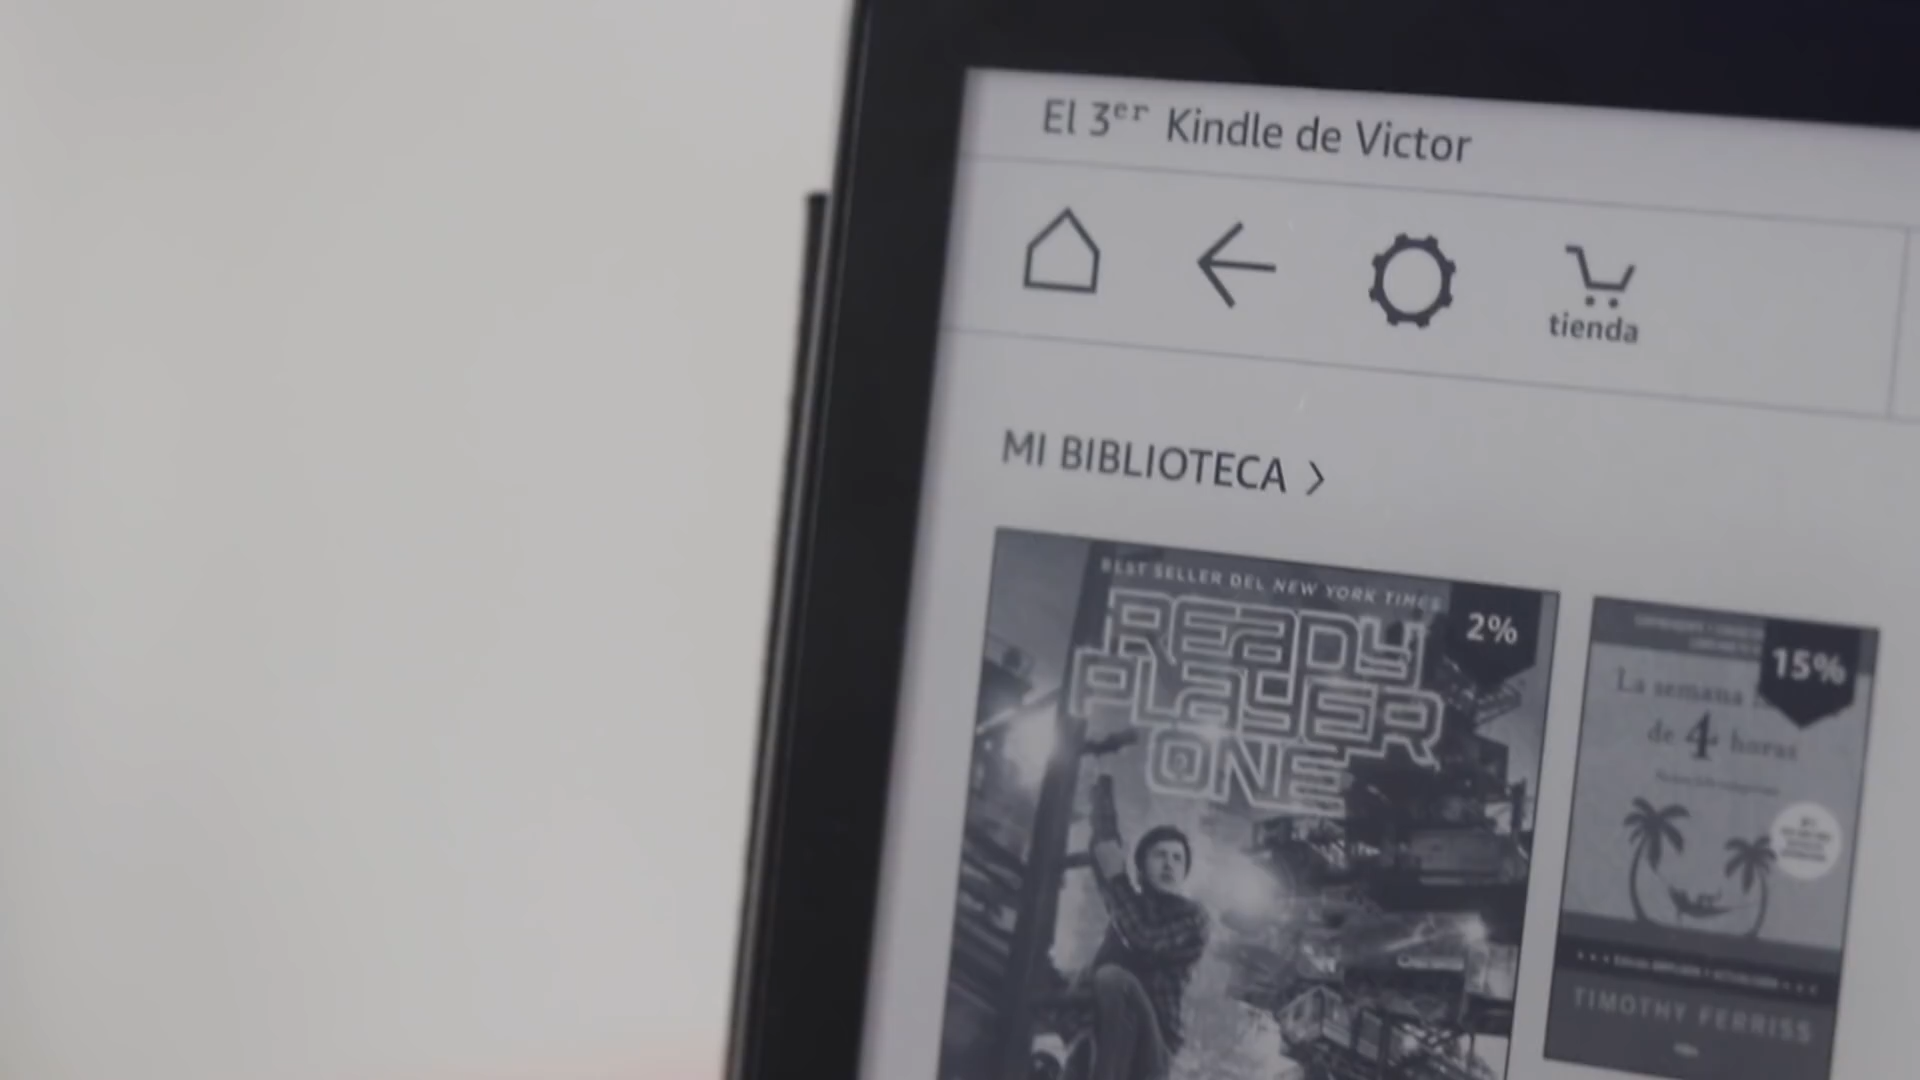 El 3er Kindle de Victor
tienda
MI BIBLIOTECA >
BEST SELLER DEL NEW YORK TIMES
READY
PLAYER
ONE
2%
15%
La semana
de 4 horas
TIMOTHY FERRISS